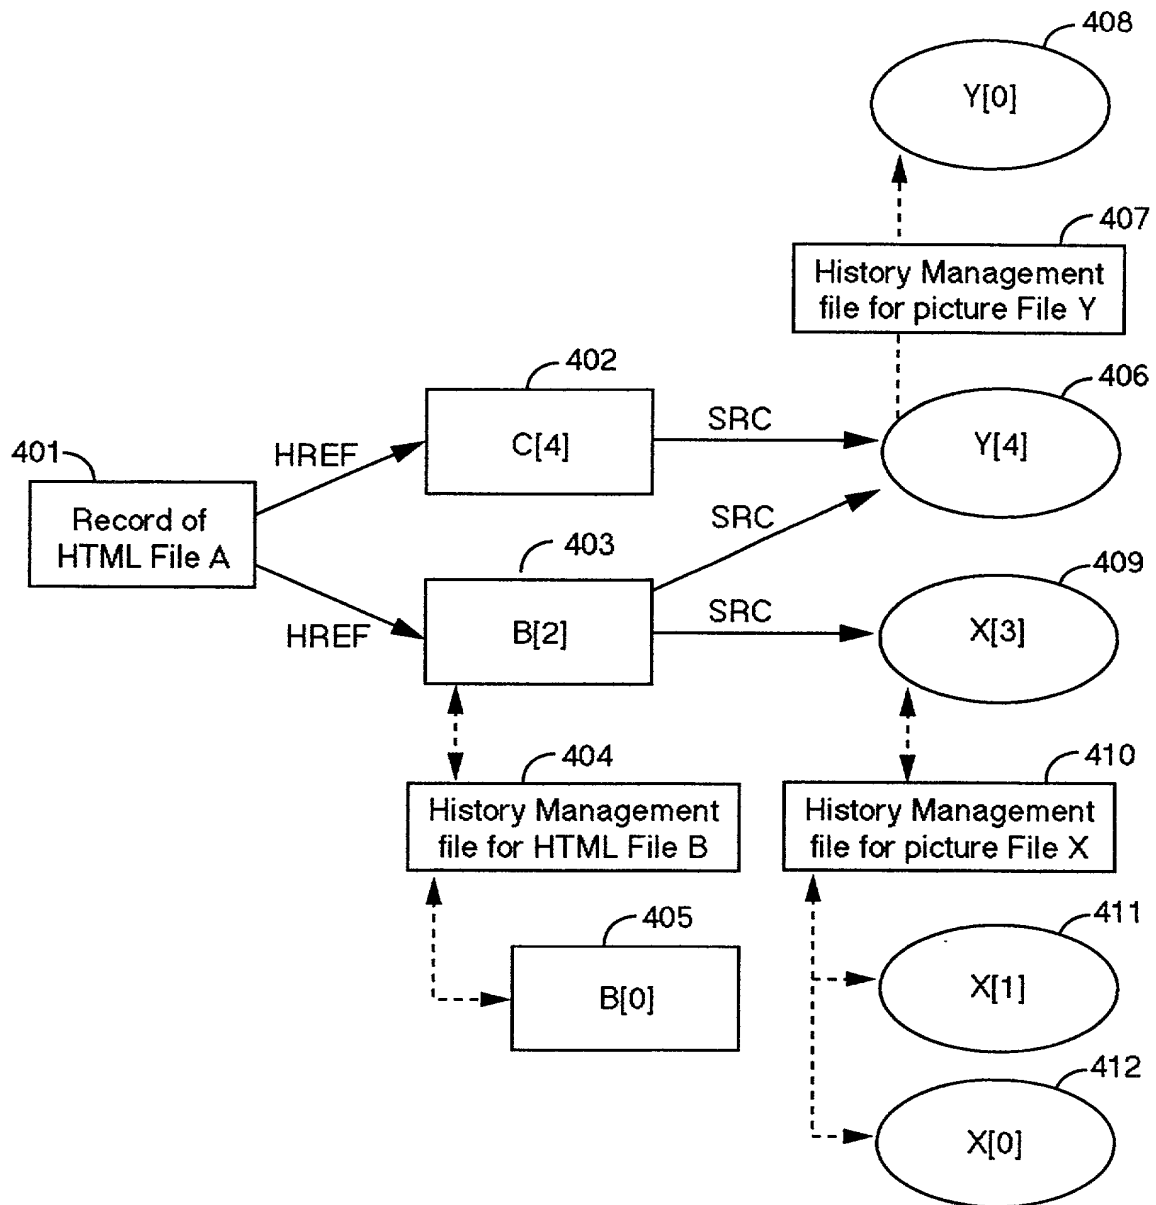 408
Y[0]
407
History Management
file for picture File Y
402
406
C[4]
SRC
Y[4]
401
HREF
Record of
HTML File A
SRC
403
409
HREF
B[2]
SRC
X[3]
404
410
History Management
file for HTML File B
History Management
file for picture File X
405
411
B[0]
X[1]
412
X[0]